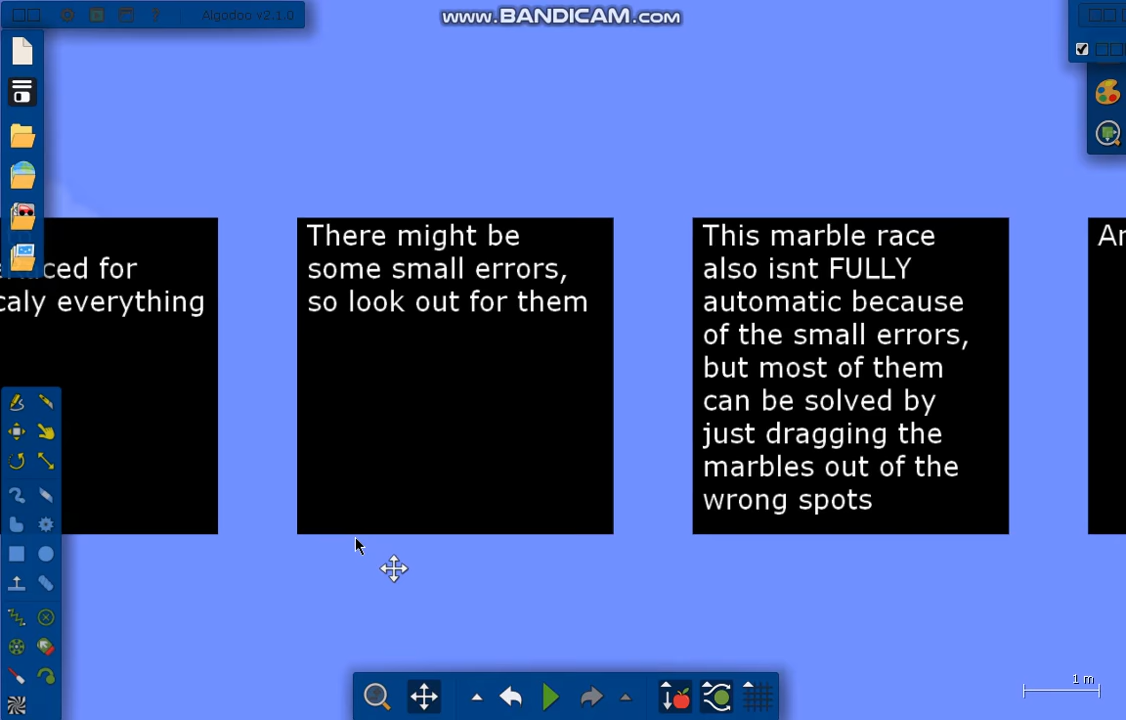 Algodoo v2.1.0
www.BANDICAM.com
ced for
caly everything
There might be
some small errors,
so look out for them
This marble race
also isnt FULLY
automatic because
of the small errors,
but most of them
can be solved by
just dragging the
marbles out of the
wrong spots
1 m